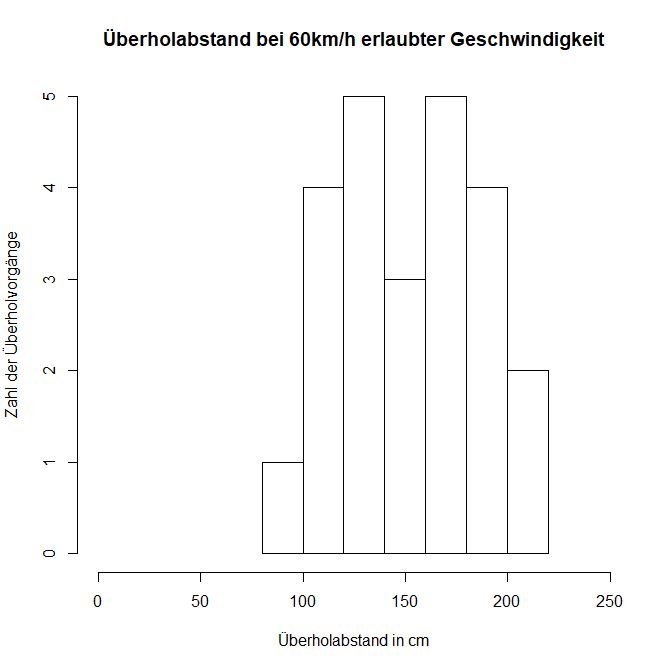 Überholabstand bei 60km/h erlaubter Geschwindigkeit
Zahl der Überholvorgänge
5
4
3
2
1
0
0 50 100 150 200 250
Überholabstand in cm